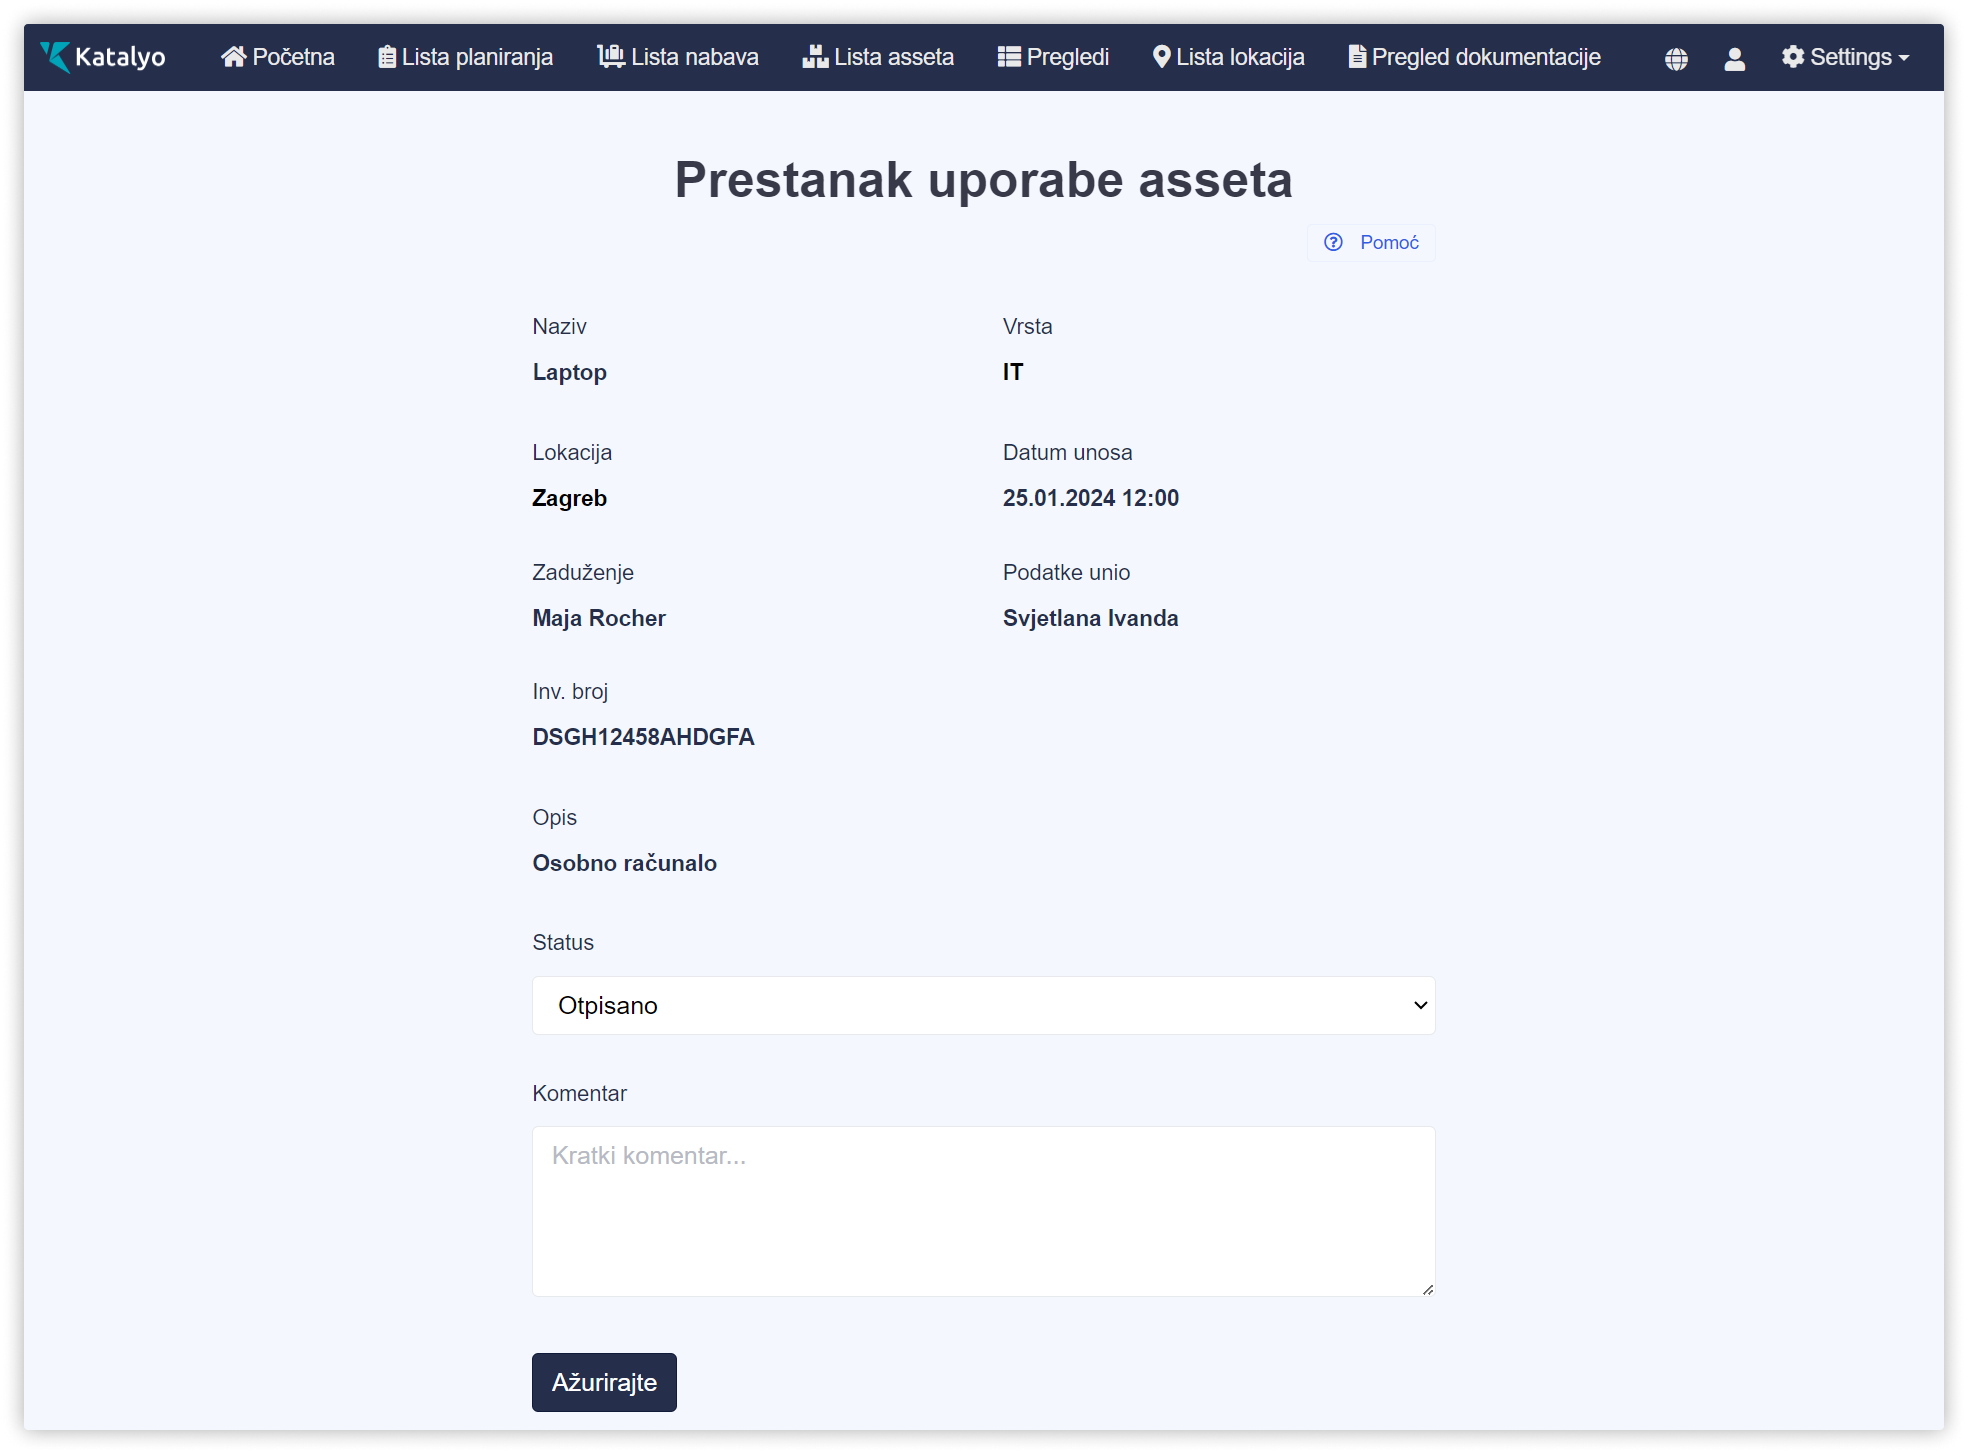 Katalyo Početna Lista planiranja Lista nabava Lista asseta Pregledi Lista lokacija Pregled dokumentacije Settings
Prestanak uporabe asseta
Pomoć
Naziv Vrsta
Laptop IT
Lokacija Datum unosa
Zagreb 25.01.2024 12:00
Zaduženje Podatke unio
Maja Rocher Svjetlana Ivanda
Inv. broj
DSGH12458AHDGFA
Opis
Osobno računalo
Status
Otpisano
Komentar
Kratki komentar...
Ažurirajte